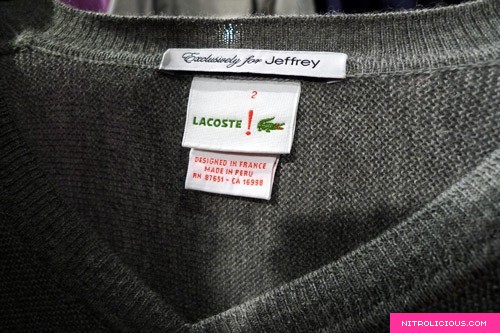 Exclusively for Jeffrey
2
LACOSTE !
DESIGNED IN FRANCE
MADE IN PERU
RN 87651 - CA 16998
NITROLICIOUS.COM